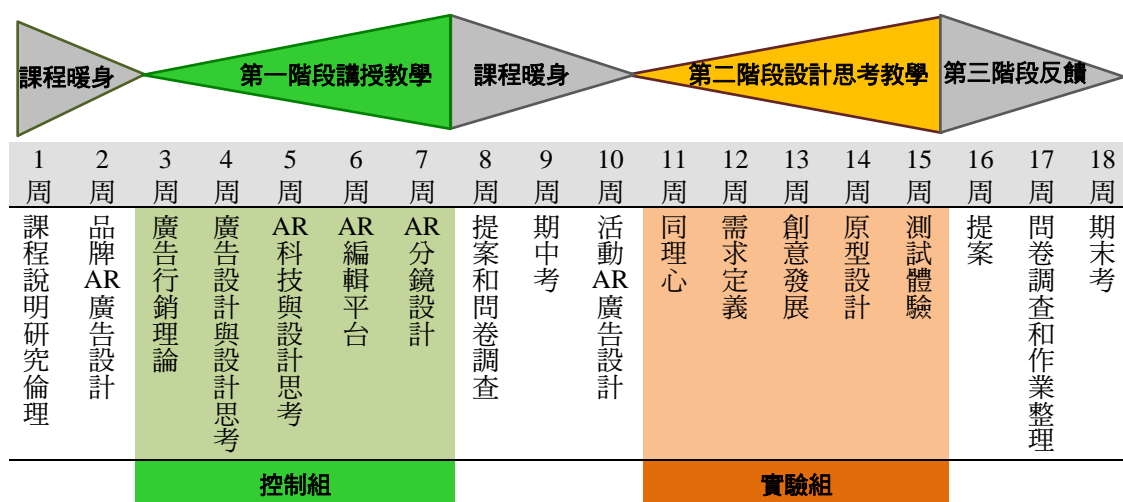 課程暖身
第一階段講授教學
課程暖身
第二階段設計思考教學
第三階段反饋
1 2 3 4 5 6 7 8 9 10 11 12 13 14 15 16 17 18
周 周 周 周 周 周 周 周 周 周 周 周 周 周 周 周 周 周
課程說明研究倫理
品牌AR廣告設計
廣告行銷理論
廣告設計與設計思考
AR科技與設計思考
AR編輯平台
AR分鏡設計
提案和問卷調查
期中考
活動AR廣告設計
同理心
需求定義
創意發展
原型設計
測試體驗
提案
問卷調查和作業整理
期末考
控制組
實驗組